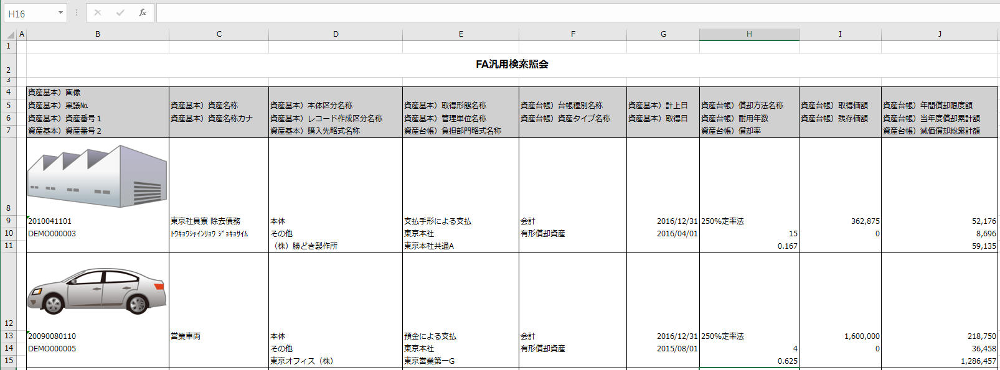 H16
fx
A B C D E F G H I J
1
2 FA汎用検索照会
3
4 資産基本）画像
5 資産基本）稟議№ 資産基本）資産名称 資産基本）本体区分名称 資産基本）取得形態名称 資産台帳）台帳種別名称 資産基本）計上日 資産台帳）償却方法名称 資産台帳）取得価額 資産台帳）年間償却限度額
6 資産基本）資産番号１ 資産基本）資産名称カナ 資産基本）レコード作成区分名称 資産基本）管理単位名称 資産台帳）資産タイプ名称 資産基本）取得日 資産台帳）耐用年数 資産台帳）残存価額 資産台帳）当年度償却累計額
7 資産基本）資産番号２ 資産基本）購入先略式名称 資産台帳）負担部門略式名称 資産台帳）償却率 資産台帳）減価償却総累計額
8
9 2010041101 東京社員寮 除去債務 本体 支払手形による支払 会計 2016/12/31 250%定率法 362,875 52,176
10 DEMO000003 ﾄｳｷｮｳｼｬｲﾝﾘｮｳ ｼﾞｮｷｮｻｲﾑ その他 東京本社 有形償却資産 2016/04/01 15 0 8,696
11 （株）勝どき製作所 東京本社共通A 0.167 59,135
12
13 20090080110 営業車両 本体 預金による支払 会計 2016/12/31 250%定率法 1,600,000 218,750
14 DEMO000005 その他 東京本社 有形償却資産 2015/08/01 4 0 36,458
15 東京オフィス（株） 東京営業第一G 0.625 1,286,457